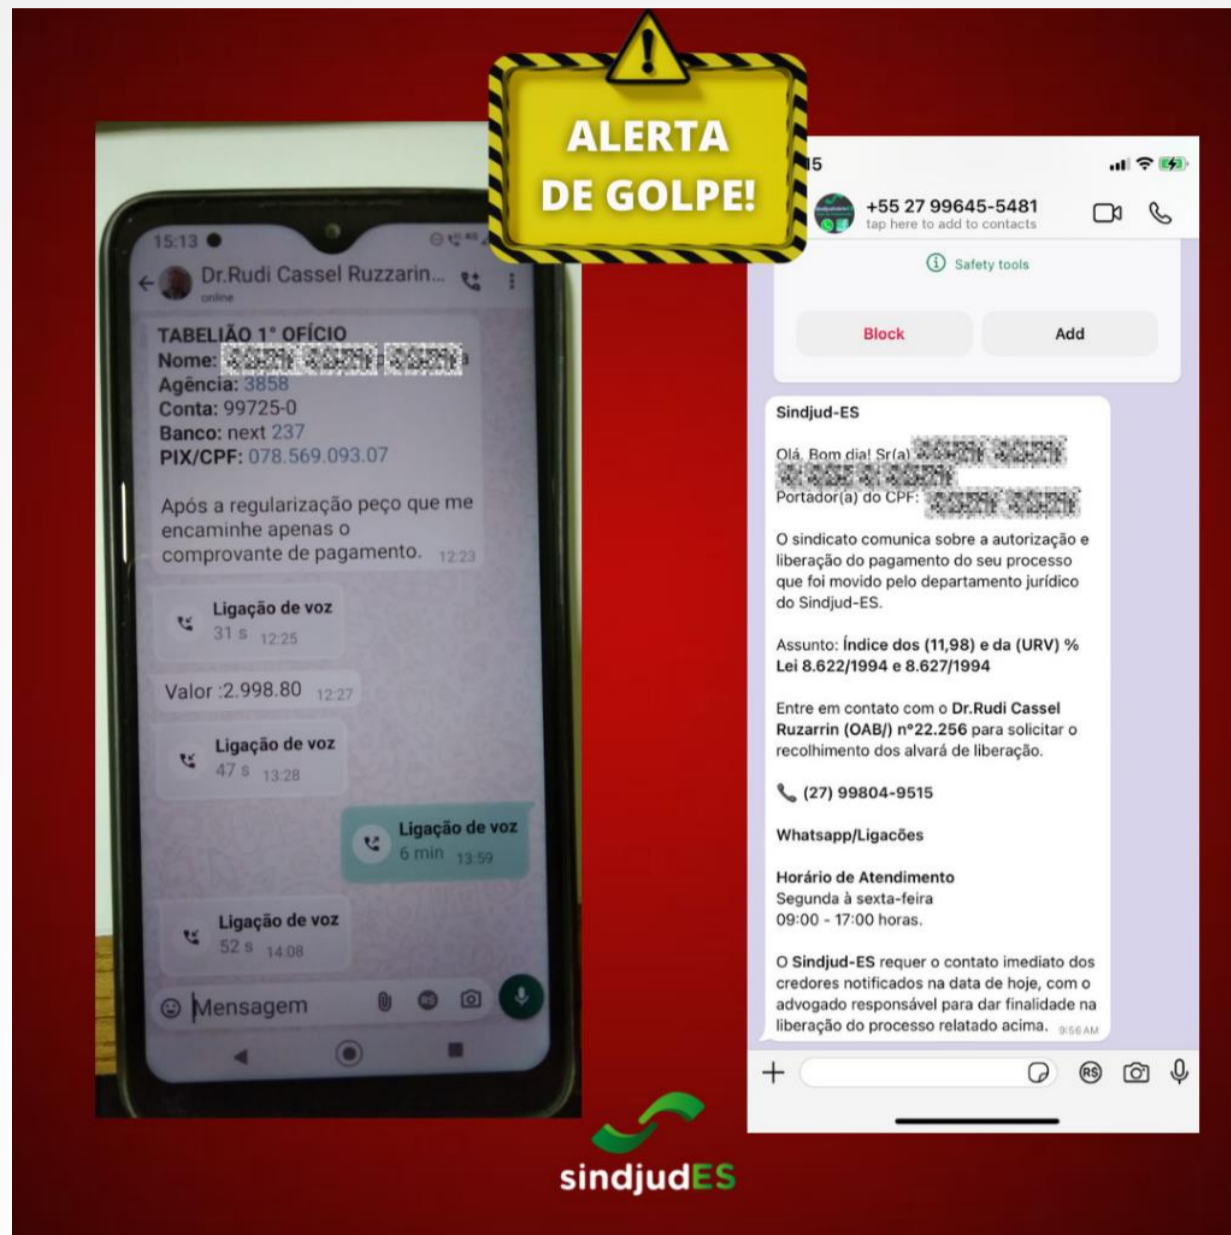 ALERTA
DE GOLPE!
15:13
Dr.Rudi Cassel Ruzzarin...
online
TABELIÃO 1° OFÍCIO
Nome:
Agência: 3858
Conta: 99725-0
Banco: next 237
PIX/CPF: 078.569.093.07
Após a regularização peço que me
encaminhe apenas o
comprovante de pagamento. 12:23
Ligação de voz
31 s 12:25
Valor :2.998.80 12:27
Ligação de voz
47 s 13:28
Ligação de voz
6 min 13:59
Ligação de voz
52 s 14:08
Mensagem
15
+55 27 99645-5481
tap here to add to contacts
Safety tools
Block Add
Sindjud-ES
Olá, Bom dia! Sr(a)
Portador(a) do CPF:
O sindicato comunica sobre a autorização e
liberação do pagamento do seu processo
que foi movido pelo departamento jurídico
do Sindjud-ES.
Assunto: Índice dos (11,98) e da (URV) %
Lei 8.622/1994 e 8.627/1994
Entre em contato com o Dr.Rudi Cassel
Ruzarrin (OAB/) nº22.256 para solicitar o
recolhimento dos alvará de liberação.
(27) 99804-9515
Whatsapp/Ligacões
Horário de Atendimento
Segunda à sexta-feira
09:00 - 17:00 horas.
O Sindjud-ES requer o contato imediato dos
credores notificados na data de hoje, com o
advogado responsável para dar finalidade na
liberação do processo relatado acima. 9:56 AM
sindjudES